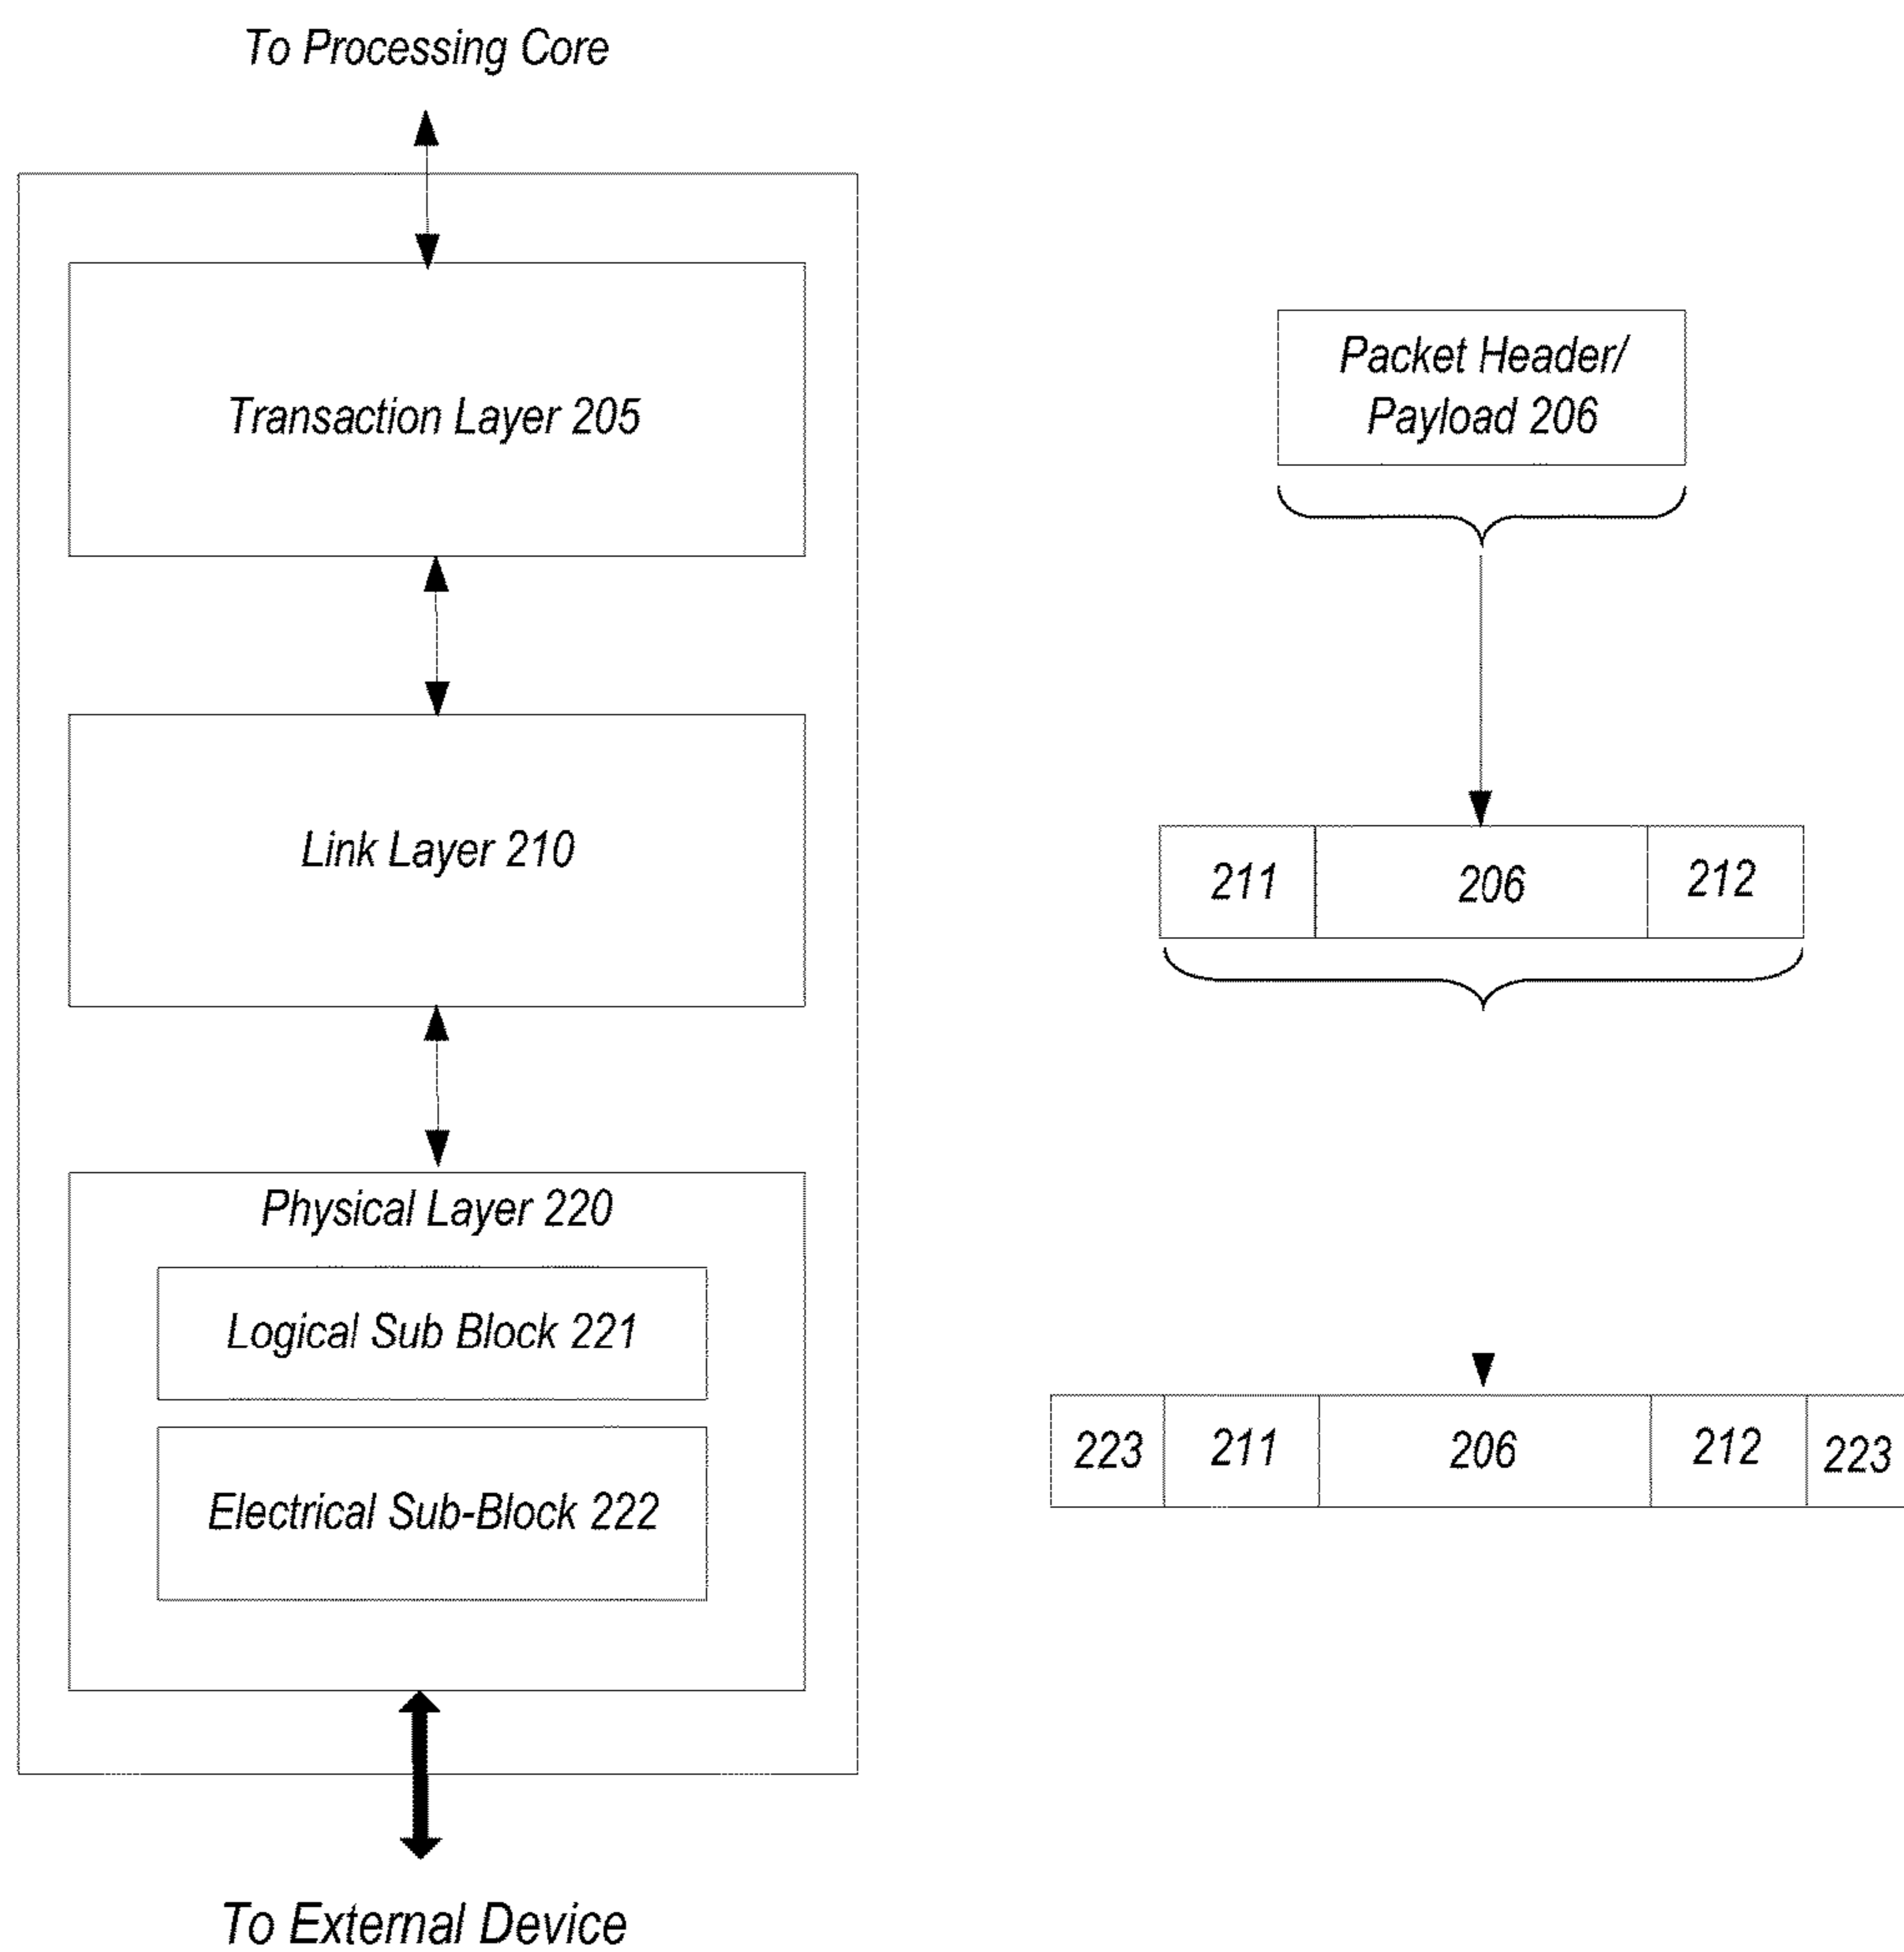 To Processing Core
Transaction Layer 205
Packet Header/
Payload 206
Link Layer 210
211 206 212
Physical Layer 220
Logical Sub Block 221
Electrical Sub-Block 222
223 211 206 212 223
To External Device